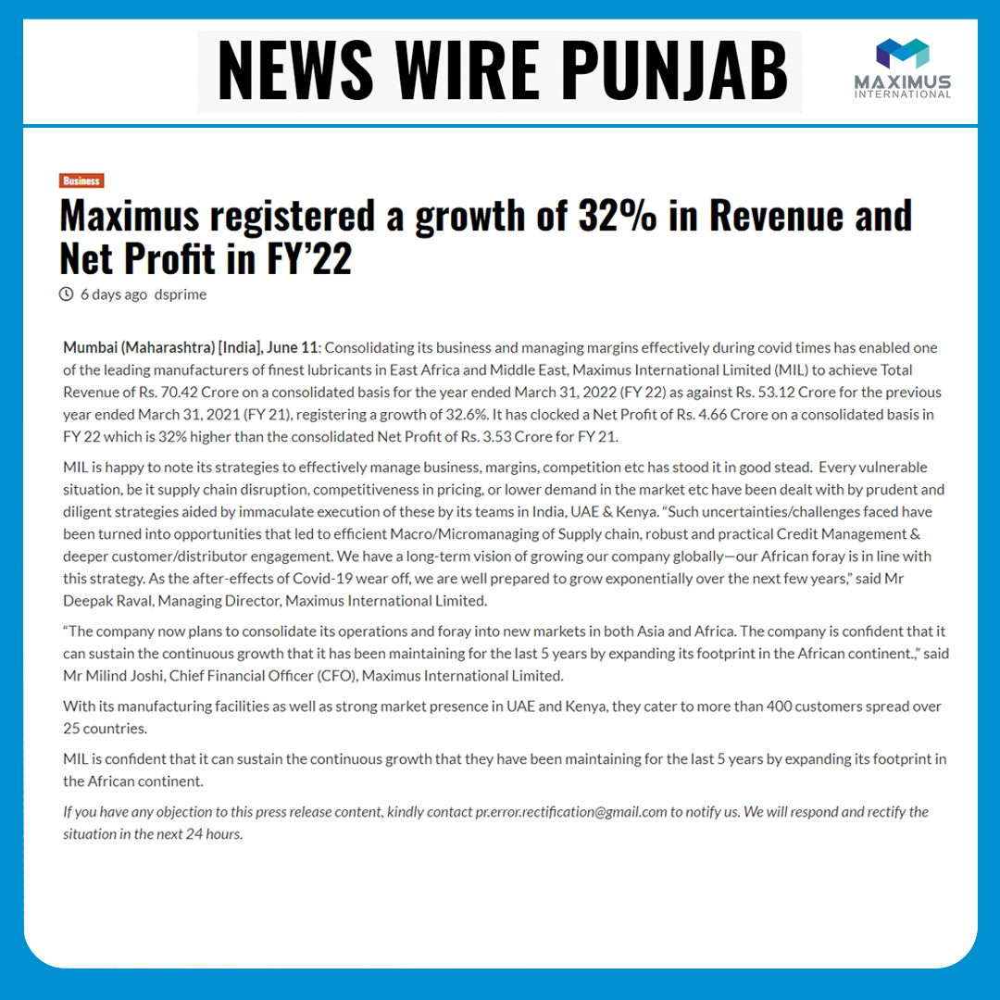 NEWS WIRE PUNJAB
MAXIMUS
INTERNATIONAL
Business
Maximus registered a growth of 32% in Revenue and
Net Profit in FY’22
6 days ago dsprime
Mumbai (Maharashtra) [India], June 11: Consolidating its business and managing margins effectively during covid times has enabled one
of the leading manufacturers of finest lubricants in East Africa and Middle East, Maximus International Limited (MIL) to achieve Total
Revenue of Rs. 70.42 Crore on a consolidated basis for the year ended March 31, 2022 (FY 22) as against Rs. 53.12 Crore for the previous
year ended March 31, 2021 (FY 21), registering a growth of 32.6%. It has clocked a Net Profit of Rs. 4.66 Crore on a consolidated basis in
FY 22 which is 32% higher than the consolidated Net Profit of Rs. 3.53 Crore for FY 21.
MIL is happy to note its strategies to effectively manage business, margins, competition etc has stood it in good stead. Every vulnerable
situation, be it supply chain disruption, competitiveness in pricing, or lower demand in the market etc have been dealt with by prudent and
diligent strategies aided by immaculate execution of these by its teams in India, UAE & Kenya. “Such uncertainties/challenges faced have
been turned into opportunities that led to efficient Macro/Micromanaging of Supply chain, robust and practical Credit Management &
deeper customer/distributor engagement. We have a long-term vision of growing our company globally—our African foray is in line with
this strategy. As the after-effects of Covid-19 wear off, we are well prepared to grow exponentially over the next few years,” said Mr
Deepak Raval, Managing Director, Maximus International Limited.
“The company now plans to consolidate its operations and foray into new markets in both Asia and Africa. The company is confident that it
can sustain the continuous growth that it has been maintaining for the last 5 years by expanding its footprint in the African continent.,” said
Mr Milind Joshi, Chief Financial Officer (CFO), Maximus International Limited.
With its manufacturing facilities as well as strong market presence in UAE and Kenya, they cater to more than 400 customers spread over
25 countries.
MIL is confident that it can sustain the continuous growth that they have been maintaining for the last 5 years by expanding its footprint in
the African continent.
If you have any objection to this press release content, kindly contact pr.error.rectification@gmail.com to notify us. We will respond and rectify the
situation in the next 24 hours.